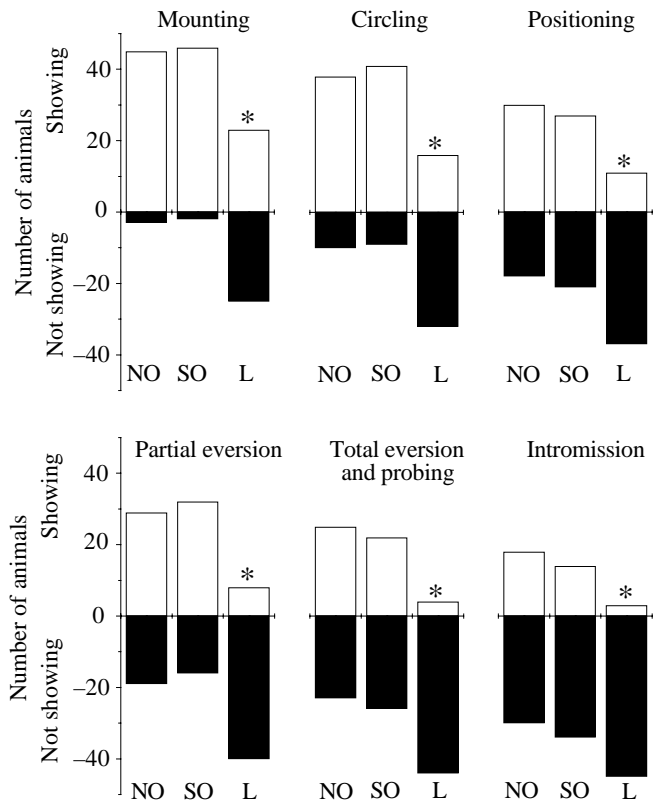 Mounting Circling Positioning
Number of animals
Showing
Not showing
40
20
0
–20
–40
*
*
*
NO SO L NO SO L NO SO L
Partial eversion Total eversion and probing Intromission
Number of animals
Showing
Not showing
40
20
0
–20
–40
*
*
*
NO SO L NO SO L NO SO L